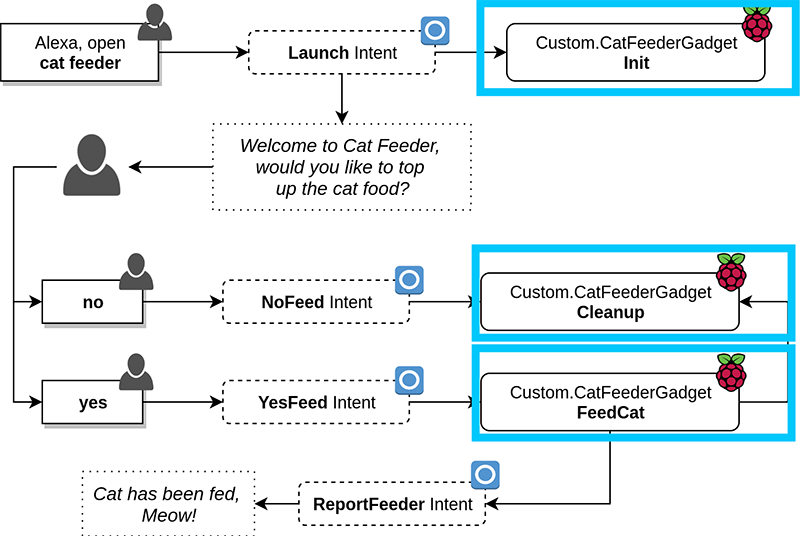 Alexa, open
cat feeder
Launch Intent
Custom.CatFeederGadget
Init
Welcome to Cat Feeder,
would you like to top
up the cat food?
no
NoFeed Intent
Custom.CatFeederGadget
Cleanup
yes
YesFeed Intent
Custom.CatFeederGadget
FeedCat
Cat has been fed,
Meow!
ReportFeeder Intent